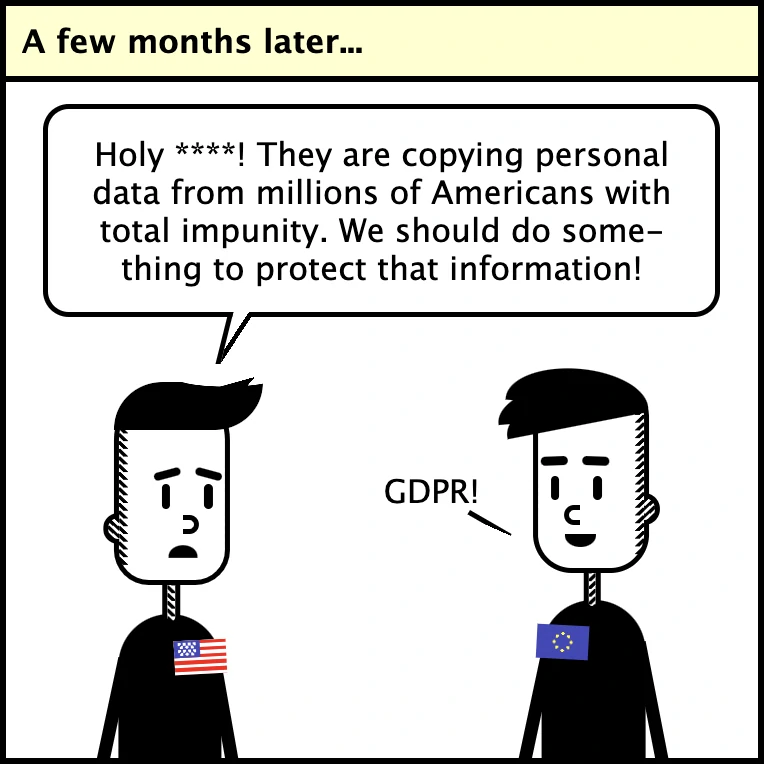 A few months later...
Holy ****! They are copying personal
data from millions of Americans with
total impunity. We should do some-
thing to protect that information!
GDPR!